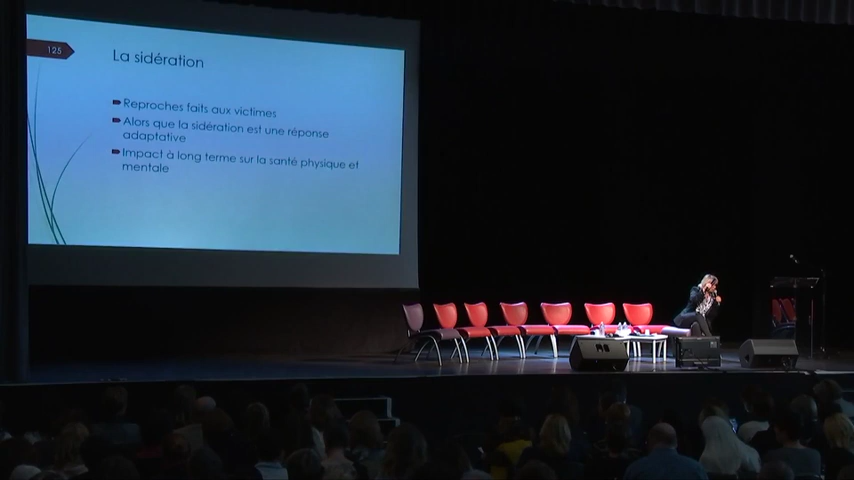 125
La sidération
Reproches faits aux victimes
Alors que la sidération est une réponse
adaptative
Impact à long terme sur la santé physique et
mentale